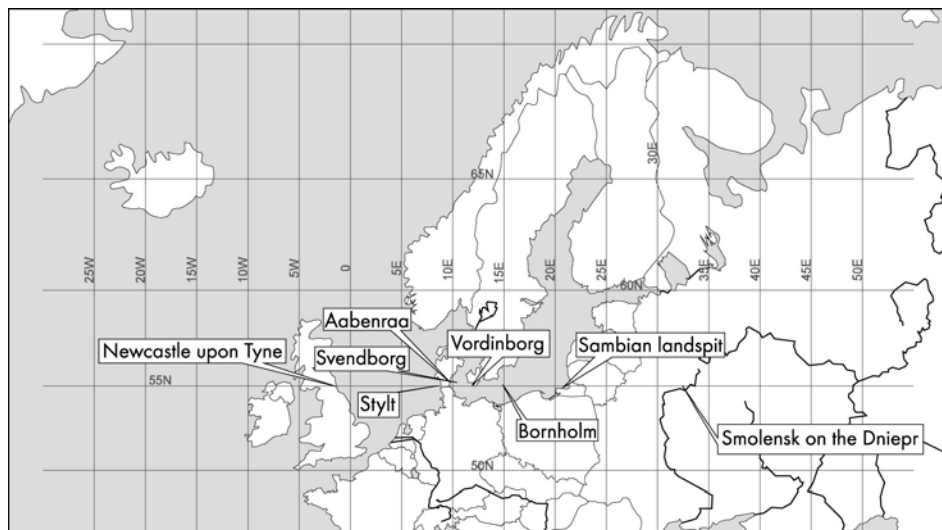 65N
30E
25W
20W
15W
10W
5W
0
5E
10E
15E
20E
25E
35E
40E
45E
50E
60N
Aabenraa
Vordinborg
Newcastle upon Tyne
Svendborg
Sambian landspit
55N
Stylt
Bornholm
Smolensk on the Dniepr
50N